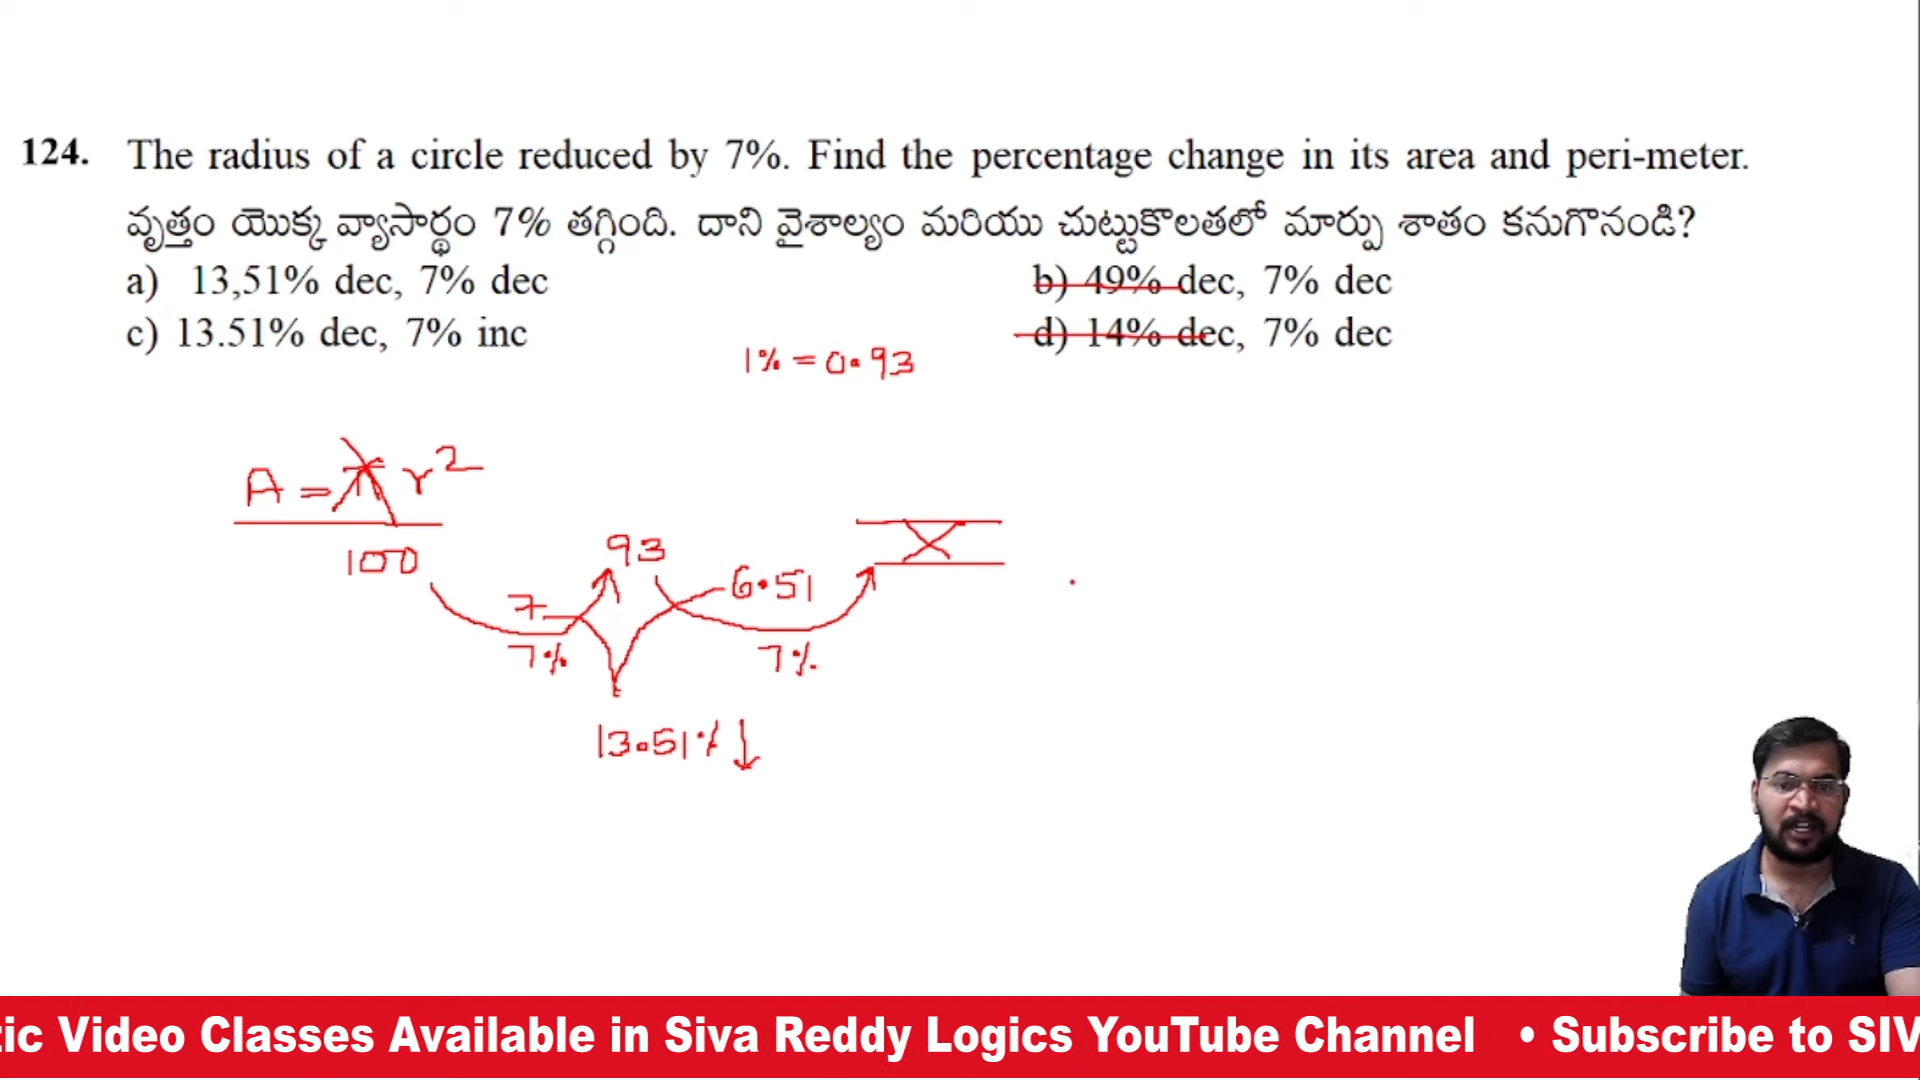 124. The radius of a circle reduced by 7%. Find the percentage change in its area and peri-meter.
వృత్తం యొక్క వ్యాసార్థం 7% తగ్గింది. దాని వైశాల్యం మరియు చుట్టుకొలతలో మార్పు శాతం కనుగొనండి?
a) 13,51% dec, 7% dec
b) 49% dec, 7% dec
c) 13.51% dec, 7% inc
d) 14% dec, 7% dec
1% = 0.93
A = π r²
100
93
7
6.51
7%
7%
13.51% ↓
tic Video Classes Available in Siva Reddy Logics YouTube Channel • Subscribe to SIV